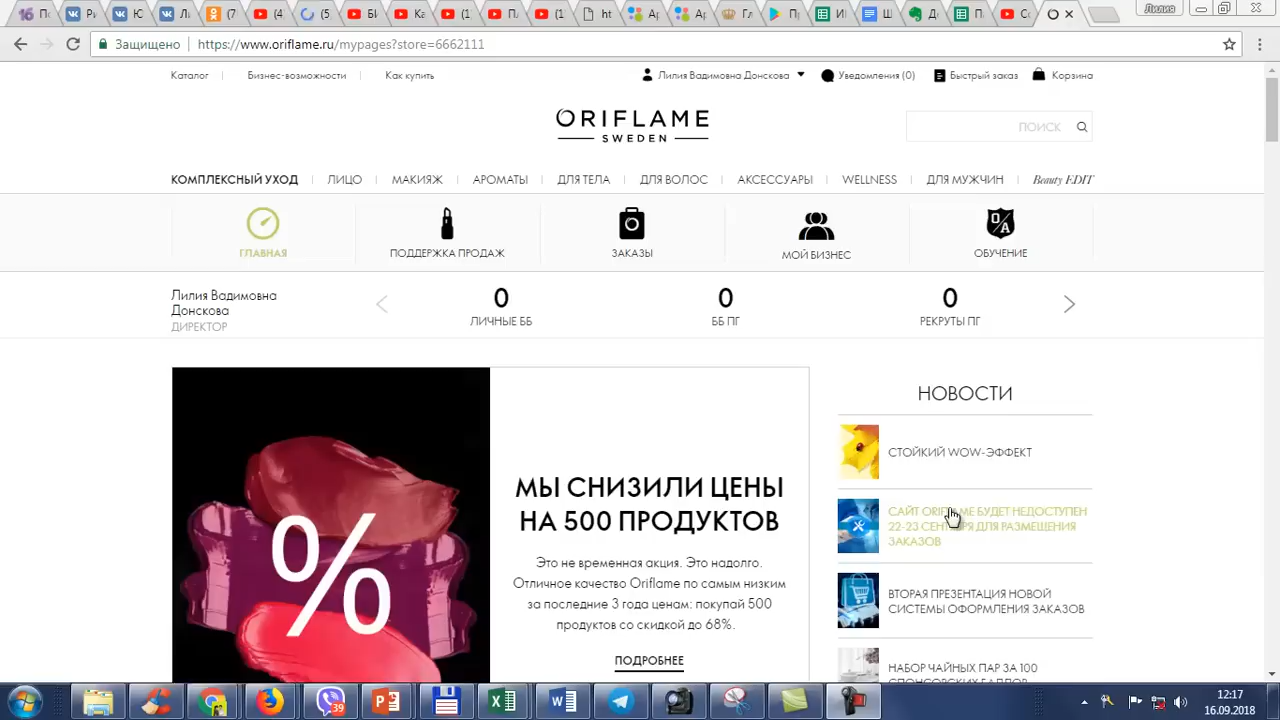 Лилия
Защищено
https://www.oriflame.ru/mypages?store=6662111
Каталог
Бизнес-возможности
Как купить
Лилия Вадимовна Донскова
Уведомления (0)
Быстрый заказ
Корзина
ORIFLAME
SWEDEN
ПОИСК
КОМПЛЕКСНЫЙ УХОД
ЛИЦО
МАКИЯЖ
АРОМАТЫ
ДЛЯ ТЕЛА
ДЛЯ ВОЛОС
АКСЕССУАРЫ
WELLNESS
ДЛЯ МУЖЧИН
Beauty EDIT
ГЛАВНАЯ
ПОДДЕРЖКА ПРОДАЖ
ЗАКАЗЫ
МОЙ БИЗНЕС
ОБУЧЕНИЕ
Лилия Вадимовна
Донскова
ДИРЕКТОР
0
ЛИЧНЫЕ ББ
0
ББ ПГ
0
РЕКРУТЫ ПГ
%
МЫ СНИЗИЛИ ЦЕНЫ
НА 500 ПРОДУКТОВ
Это не временная акция. Это надолго.
Отличное качество Oriflame по самым низким
за последние 3 года ценам: покупай 500
продуктов со скидкой до 68%.
ПОДРОБНЕЕ
НОВОСТИ
СТОЙКИЙ WOW-ЭФФЕКТ
САЙТ ORIFLAME БУДЕТ НЕДОСТУПЕН
22-23 СЕНТЯБРЯ ДЛЯ РАЗМЕЩЕНИЯ
ЗАКАЗОВ
ВТОРАЯ ПРЕЗЕНТАЦИЯ НОВОЙ
СИСТЕМЫ ОФОРМЛЕНИЯ ЗАКАЗОВ
НАБОР ЧАЙНЫХ ПАР ЗА 100
СПОНСОРСКИХ БАЛЛОВ
39
12:17
16.09.2018